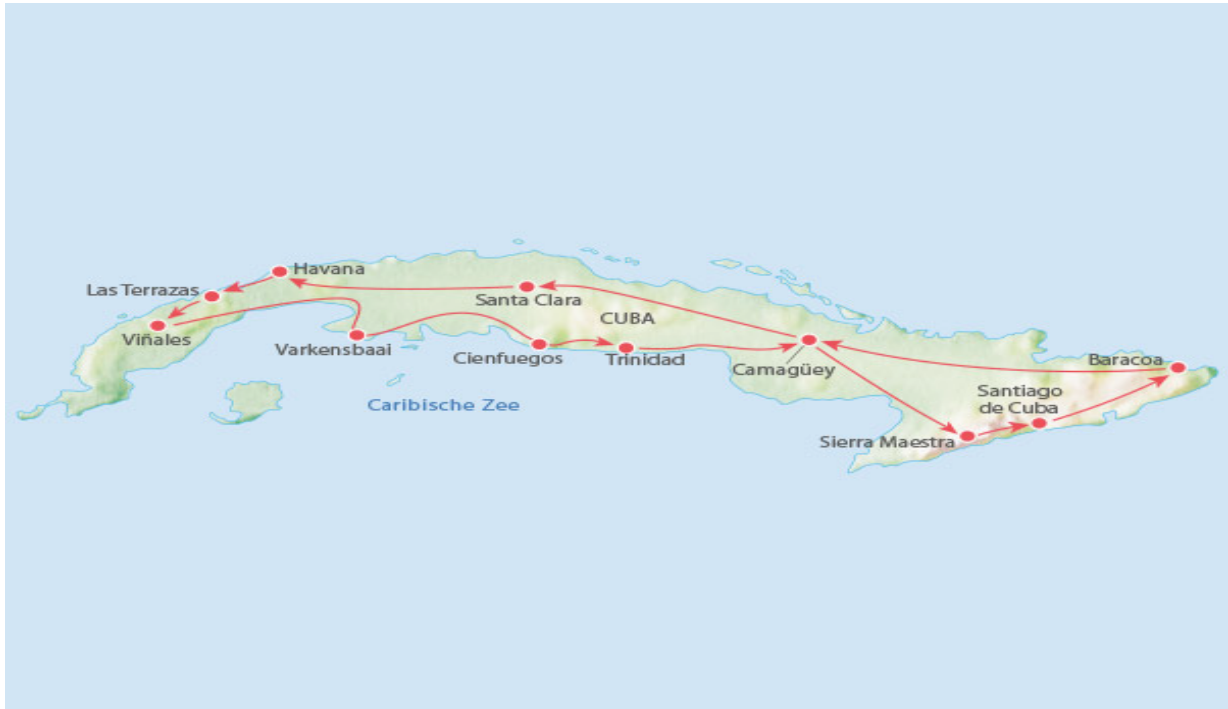 Havana
Las Terrazas
Viñales
Varkensbaai
Santa Clara
CUBA
Cienfuegos
Trinidad
Camagüey
Baracoa
Santiago
de Cuba
Sierra Maestra
Caribische Zee